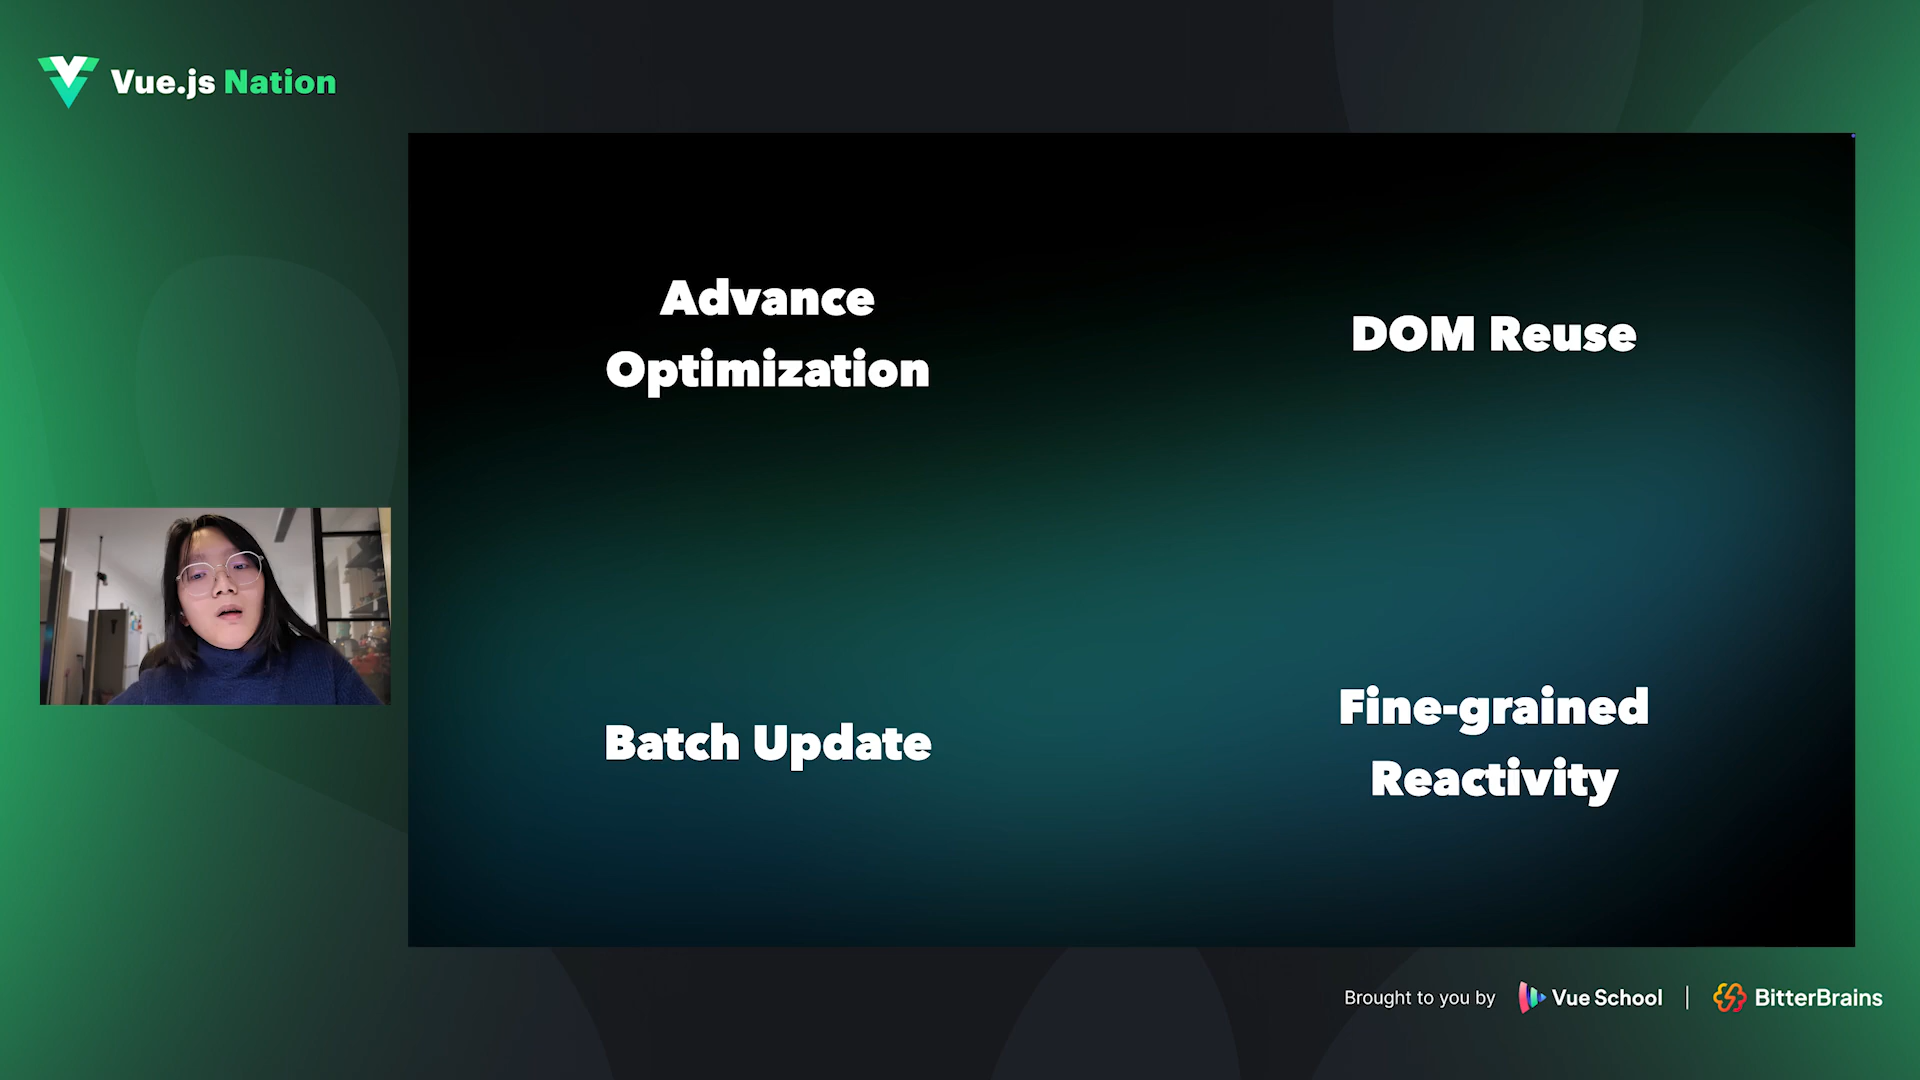 Vue.js Nation
Advance
Optimization
DOM Reuse
Batch Update
Fine-grained
Reactivity
Brought to you by Vue School | BitterBrains